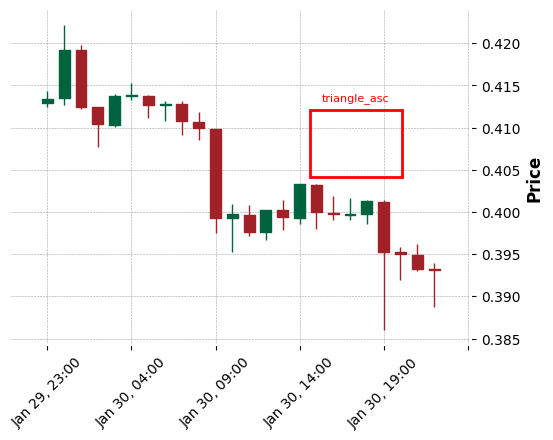 triangle_asc
0.420
0.415
0.410
0.405
0.400
0.395
0.390
0.385
Price
Jan 29, 23:00
Jan 30, 04:00
Jan 30, 09:00
Jan 30, 14:00
Jan 30, 19:00